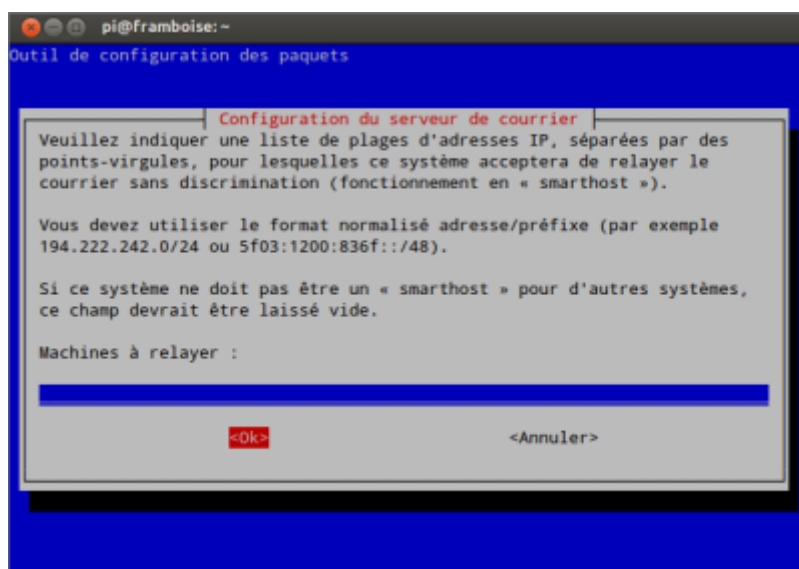 pi@framboise: ~
Outil de configuration des paquets
Configuration du serveur de courrier
Veuillez indiquer une liste de plages d'adresses IP, séparées par des
points-virgules, pour lesquelles ce système acceptera de relayer le
courrier sans discrimination (fonctionnement en « smarthost »).
Vous devez utiliser le format normalisé adresse/préfixe (par exemple
194.222.242.0/24 ou 5f03:1200:836f::/48).
Si ce système ne doit pas être un « smarthost » pour d'autres systèmes,
ce champ devrait être laissé vide.
Machines à relayer :
<Ok> <Annuler>